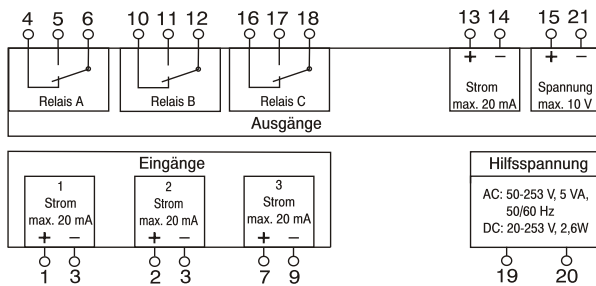 4 5 6 10 11 12 16 17 18 13 14 15 21
+ − + −
Strom Spannung
Relais A Relais B Relais C max. 20 mA max. 10 V
Ausgänge
Eingänge Hilfsspannung
1 2 3
Strom Strom Strom
max. 20 mA max. 20 mA max. 20 mA
+ − + − + −
AC: 50-253 V, 5 VA,
50/60 Hz
DC: 20-253 V, 2,6W
1 3 2 3 7 9 19 20